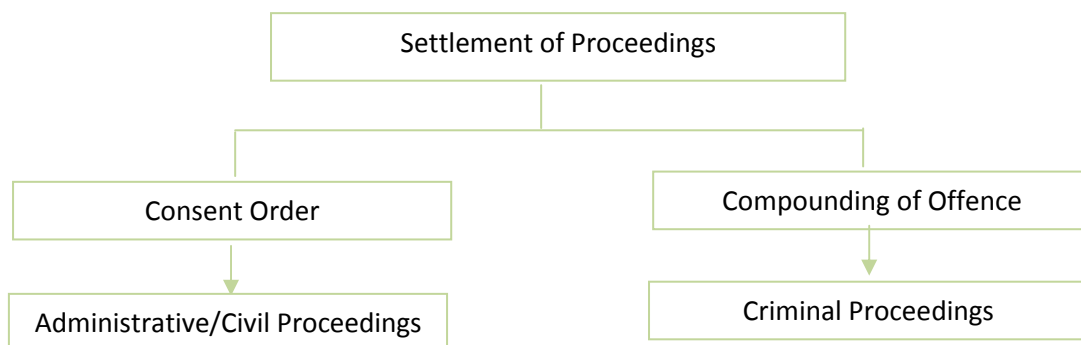 Settlement of Proceedings
Consent Order
Compounding of Offence
Administrative/Civil Proceedings
Criminal Proceedings